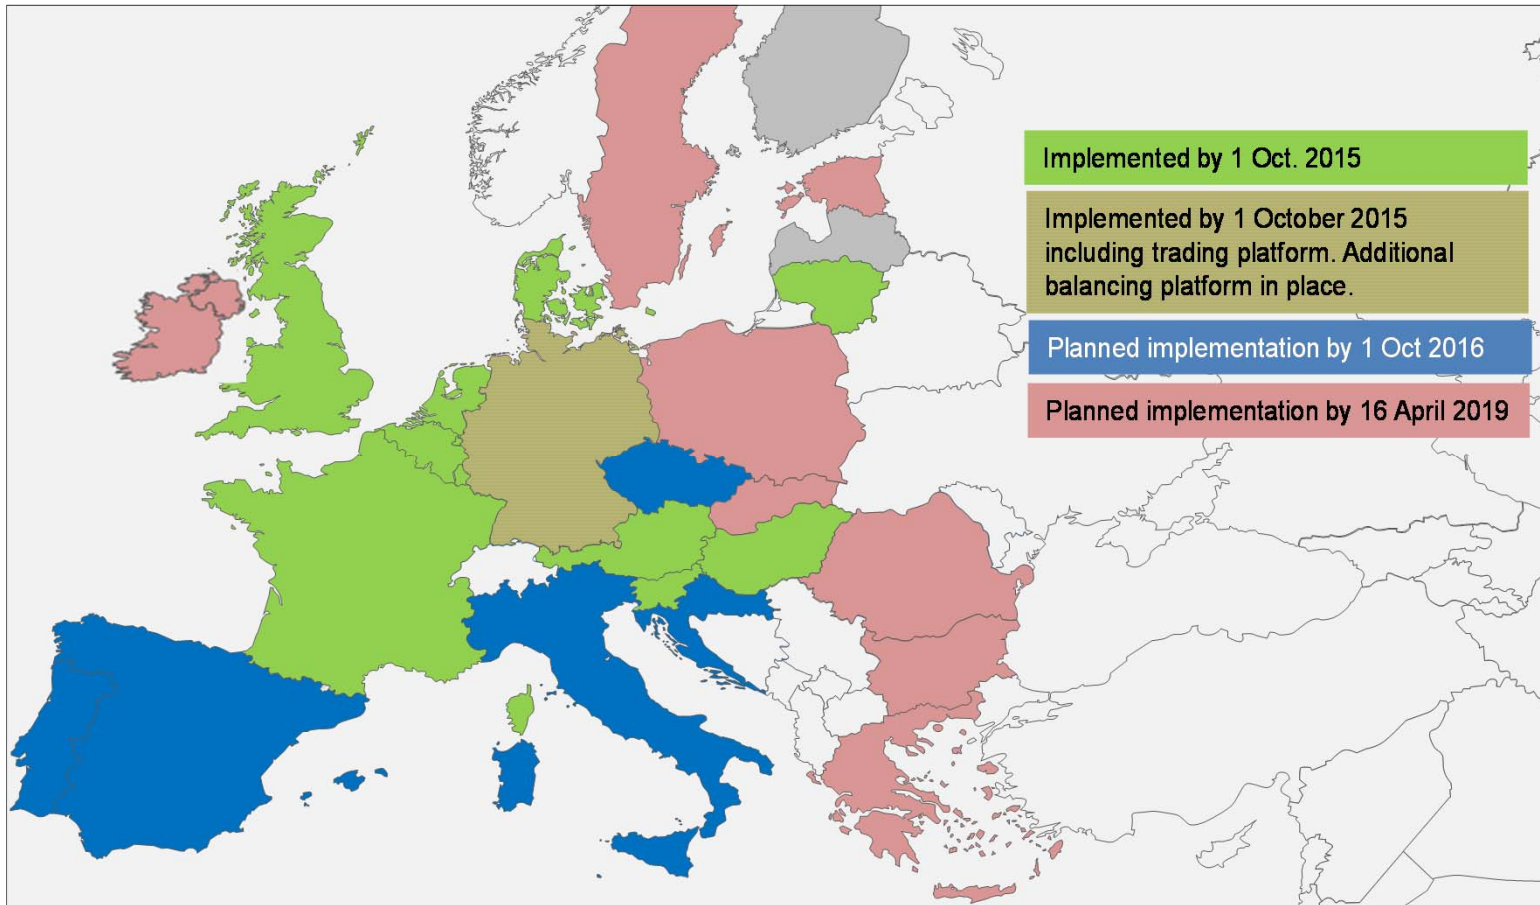 Implemented by 1 Oct. 2015
Implemented by 1 October 2015
including trading platform. Additional
balancing platform in place.
Planned implementation by 1 Oct 2016
Planned implementation by 16 April 2019